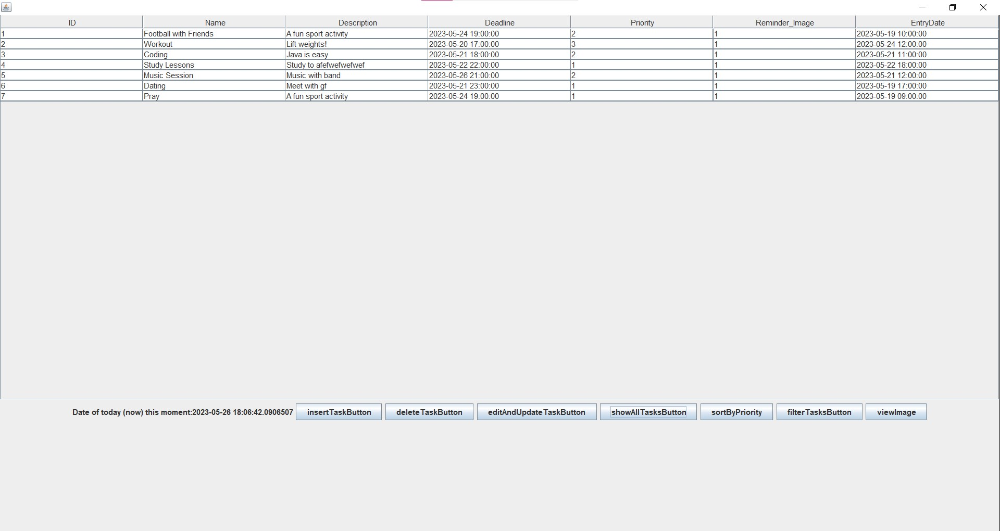 ID Name Description Deadline Priority Reminder_Image EntryDate
1 Football with Friends A fun sport activity 2023-05-24 19:00:00 2 1 2023-05-19 10:00:00
2 Workout Lift weights! 2023-05-20 17:00:00 3 1 2023-05-24 12:00:00
3 Coding Java is easy 2023-05-21 18:00:00 2 1 2023-05-21 11:00:00
4 Study Lessons Study to afefwefwefwef 2023-05-22 22:00:00 1 1 2023-05-22 18:00:00
5 Music Session Music with band 2023-05-26 21:00:00 2 1 2023-05-21 12:00:00
6 Dating Meet with gf 2023-05-21 23:00:00 1 1 2023-05-19 17:00:00
7 Pray A fun sport activity 2023-05-24 19:00:00 1 1 2023-05-19 09:00:00
Date of today (now) this moment:2023-05-26 18:06:42.0906507 insertTaskButton deleteTaskButton editAndUpdateTaskButton showAllTasksButton sortByPriority filterTasksButton viewImage